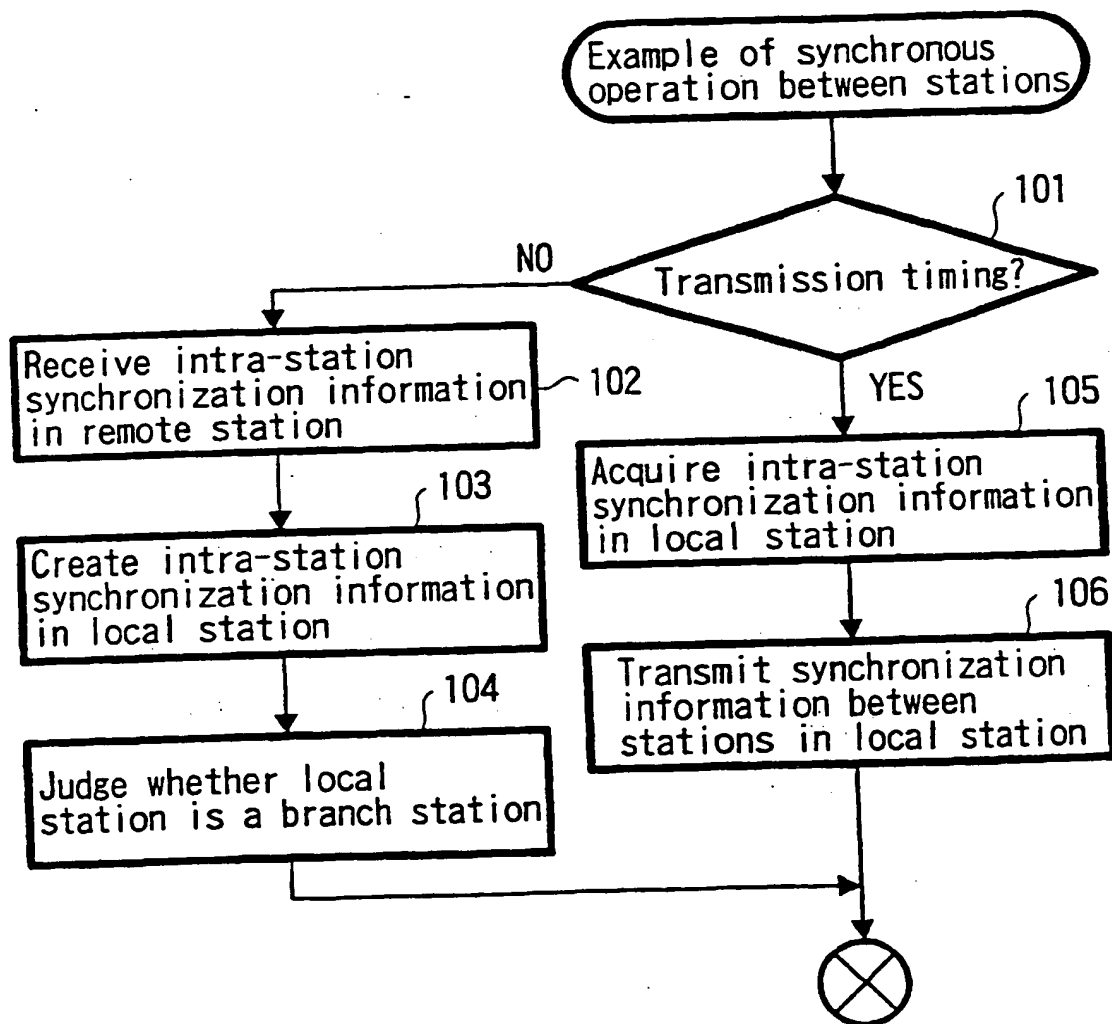 Example of synchronous
operation between stations
101
Transmission timing?
NO
YES
Receive intra-station
synchronization information
in remote station
102
103
Create intra-station
synchronization information
in local station
104
Judge whether local
station is a branch station
105
Acquire intra-station
synchronization information
in local station
106
Transmit synchronization
information between
stations in local station